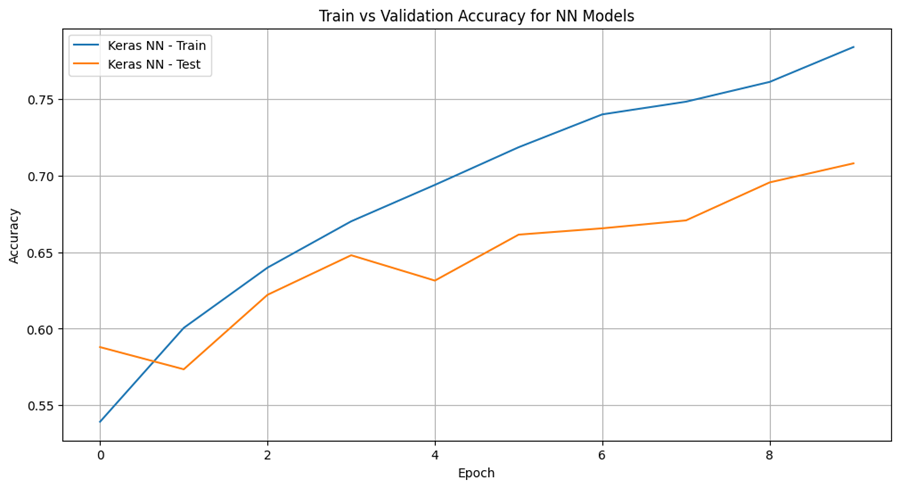 Train vs Validation Accuracy for NN Models
Keras NN - Train
Keras NN - Test
Accuracy
0.75
0.70
0.65
0.60
0.55
0 2 4 6 8
Epoch